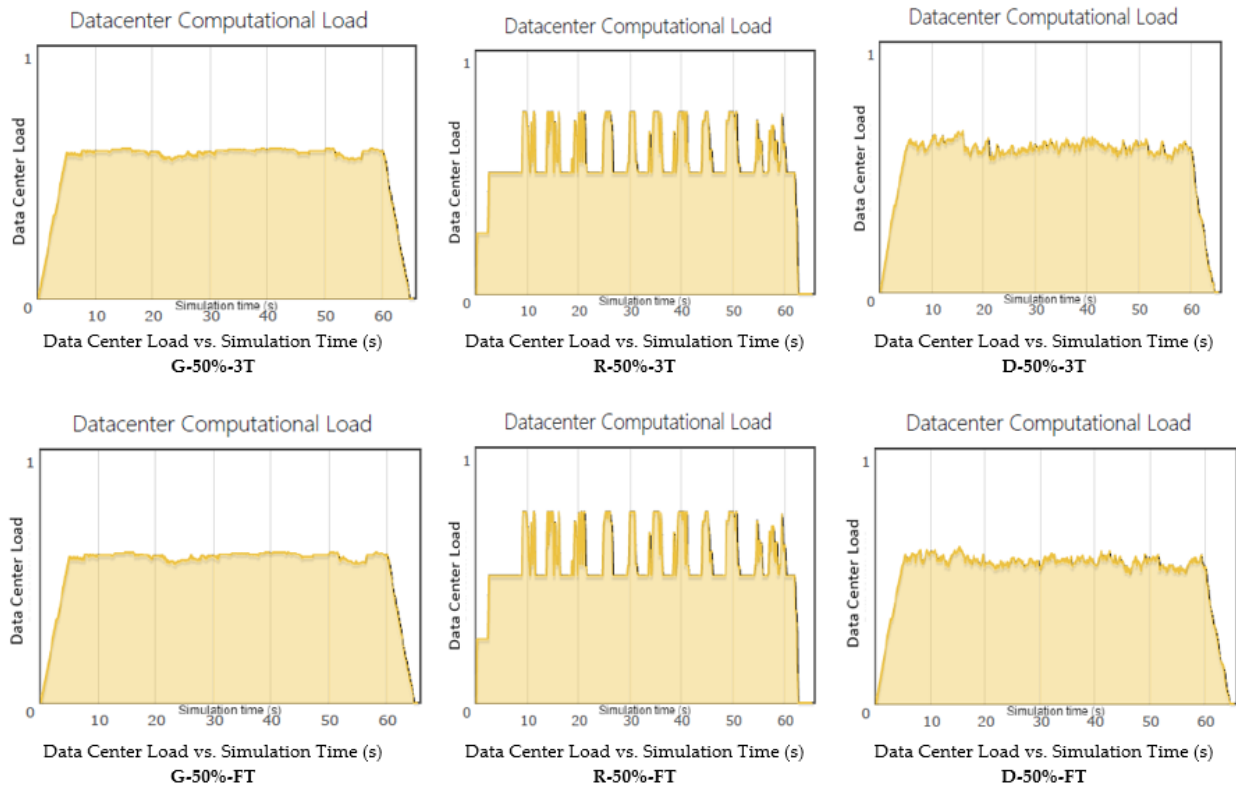 Datacenter Computational Load
1
Data Center Load
0
10
20
30
40
50
60
Simulation time (s)
Data Center Load vs. Simulation Time (s)
G-50%-3T
Datacenter Computational Load
1
Data Center Load
0
10
20
30
40
50
60
Simulation time (s)
Data Center Load vs. Simulation Time (s)
R-50%-3T
Datacenter Computational Load
1
Data Center Load
0
10
20
30
40
50
60
Simulation time (s)
Data Center Load vs. Simulation Time (s)
D-50%-3T
Datacenter Computational Load
1
Data Center Load
0
10
20
30
40
50
60
Simulation time (s)
Data Center Load vs. Simulation Time (s)
G-50%-FT
Datacenter Computational Load
1
Data Center Load
0
10
20
30
40
50
60
Simulation time (s)
Data Center Load vs. Simulation Time (s)
R-50%-FT
Datacenter Computational Load
1
Data Center Load
0
10
20
30
40
50
60
Simulation time (s)
Data Center Load vs. Simulation Time (s)
D-50%-FT